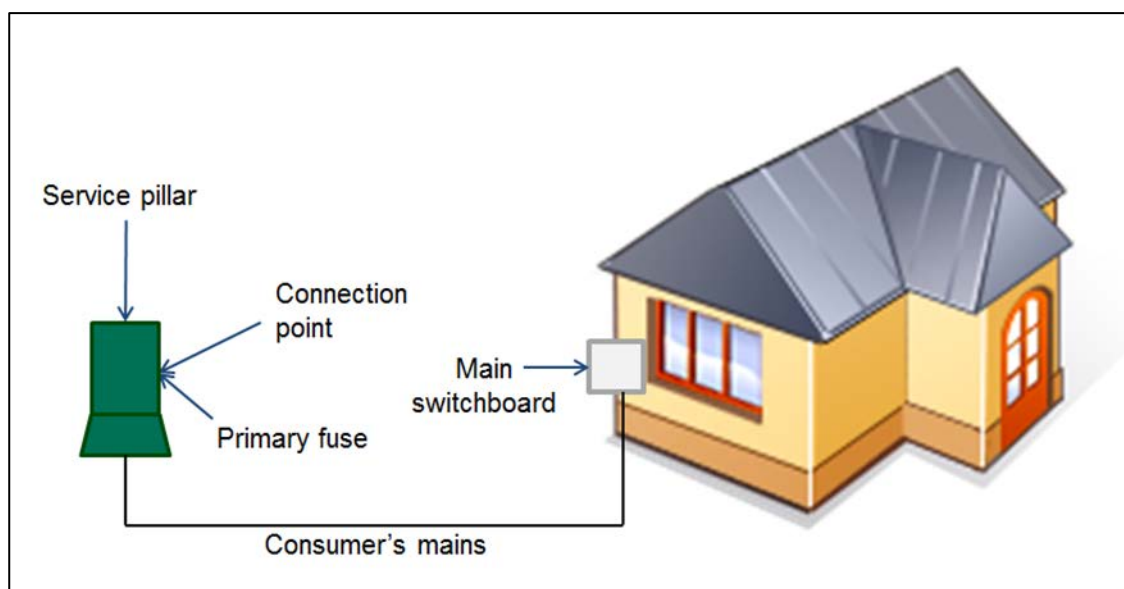 Service pillar
Connection
point
Main
switchboard
Primary fuse
Consumer's mains